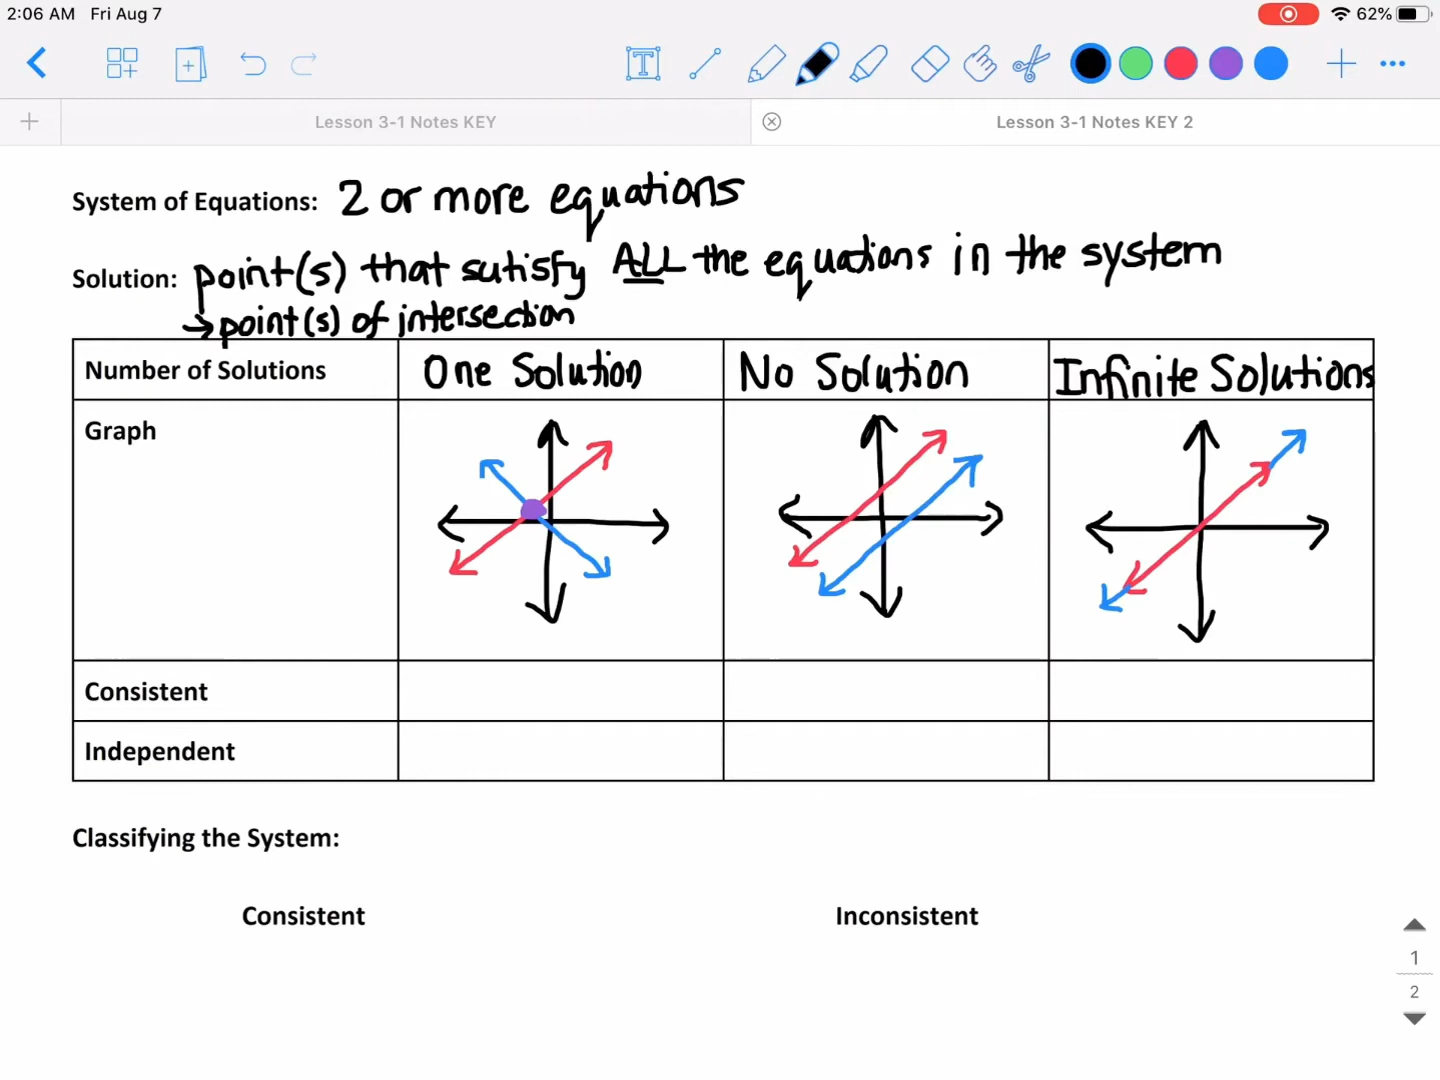 2:06 AM Fri Aug 7
62%
Lesson 3-1 Notes KEY
Lesson 3-1 Notes KEY 2
System of Equations: 2 or more equations
Solution: point(s) that satisfy ALL the equations in the system
→point(s) of intersection
Number of Solutions One Solution No Solution Infinite Solutions
Graph
Consistent
Independent
Classifying the System:
Consistent Inconsistent
1
2